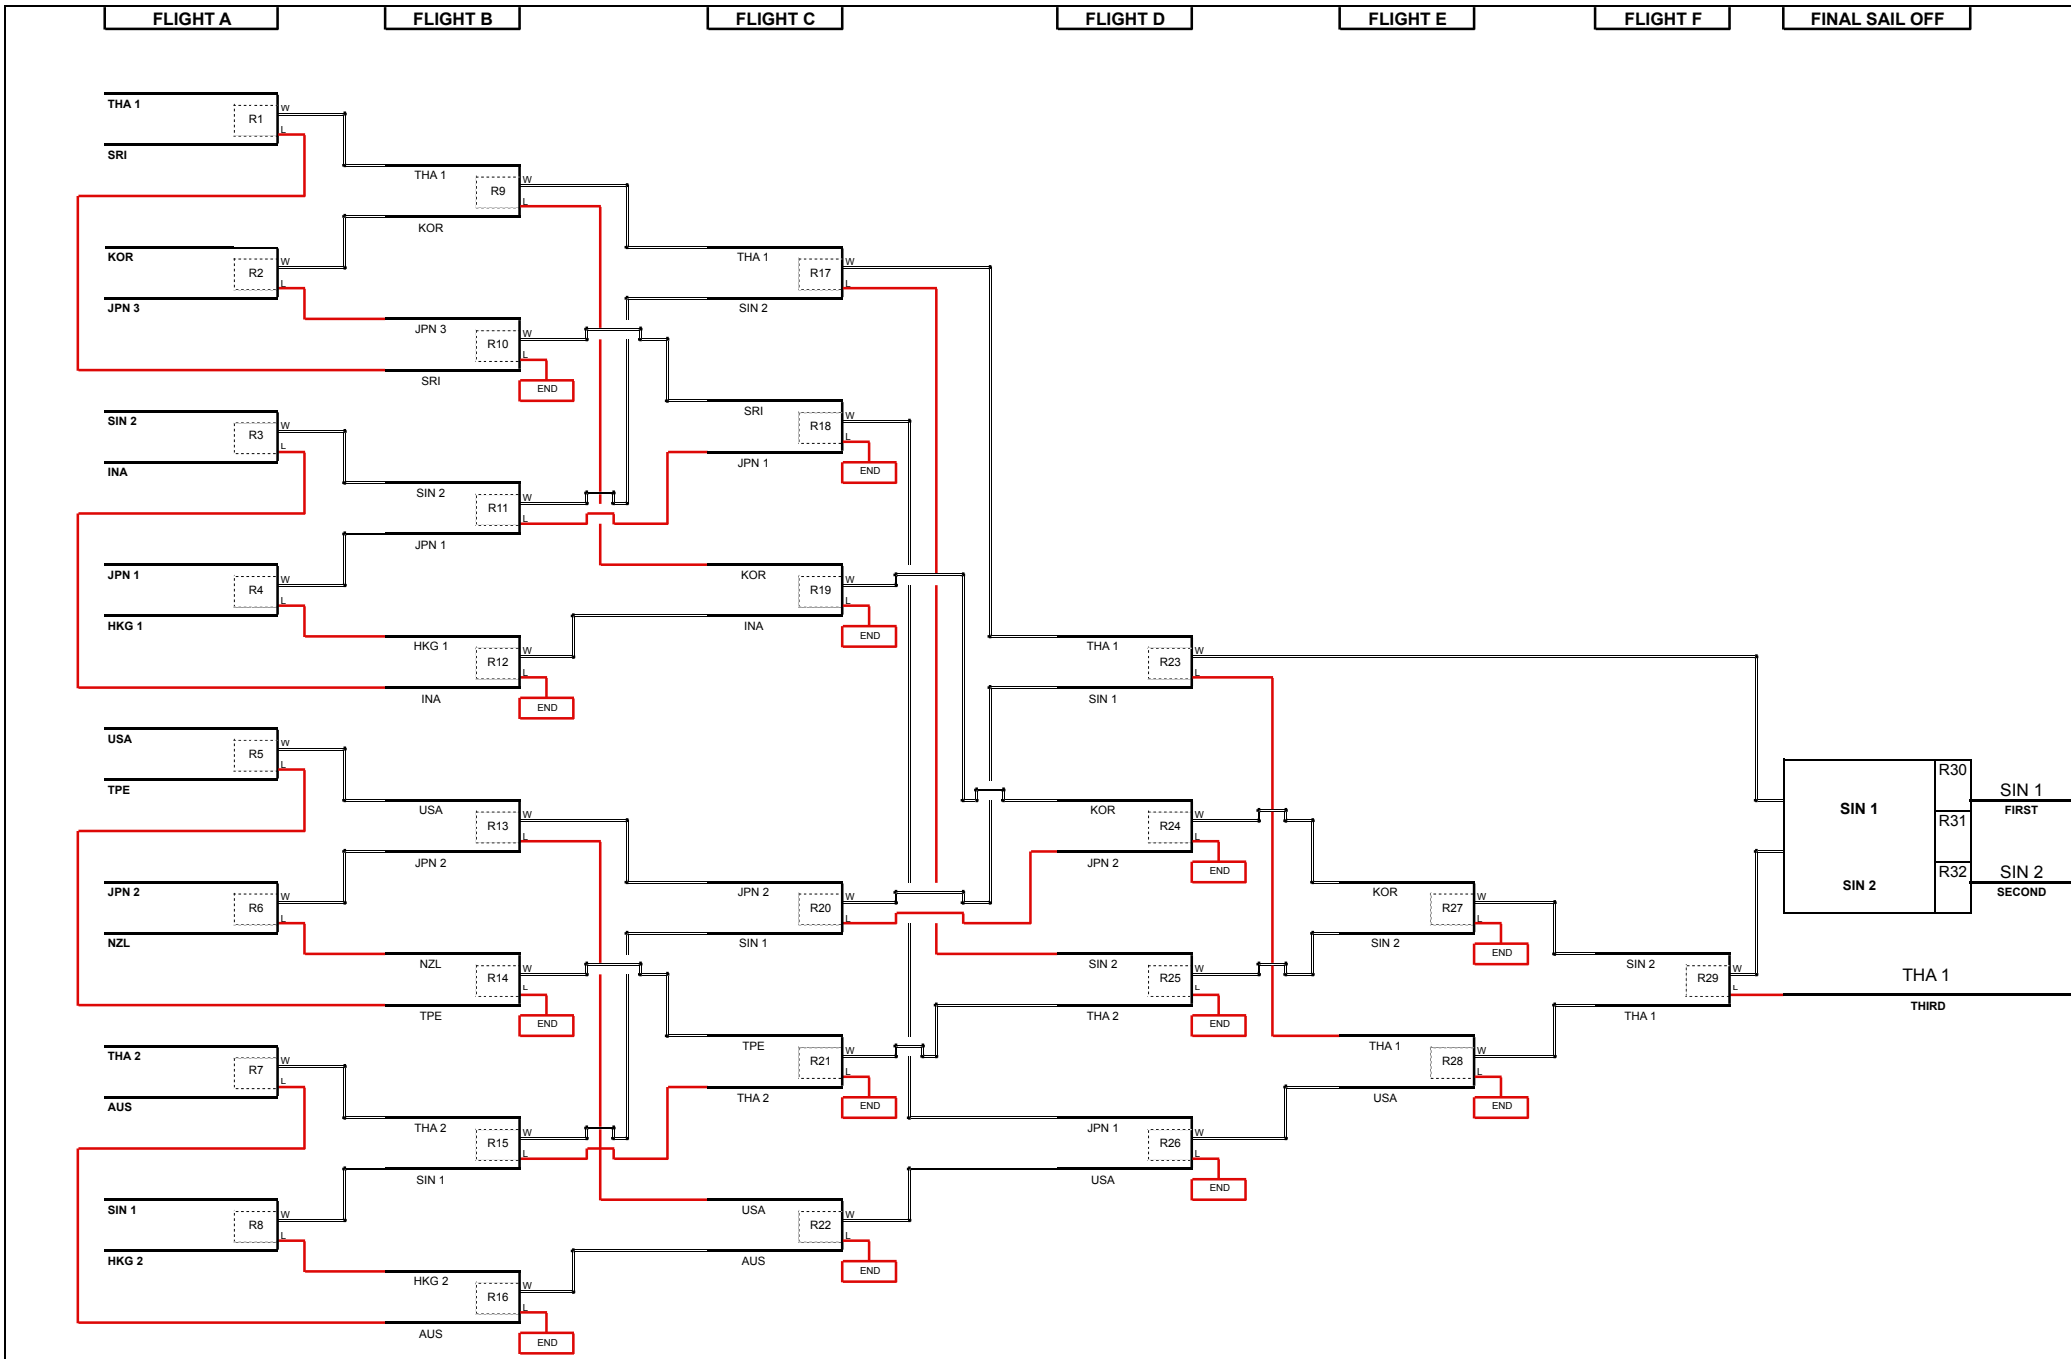 FLIGHT A
FLIGHT B
FLIGHT C
FLIGHT D
FLIGHT E
FLIGHT F
FINAL SAIL OFF
THA 1
R1
W
L
SRI
KOR
R2
W
L
JPN 3
SIN 2
R3
W
L
INA
JPN 1
R4
W
L
HKG 1
USA
R5
W
L
TPE
JPN 2
R6
W
L
NZL
THA 2
R7
W
L
AUS
SIN 1
R8
W
L
HKG 2
THA 1
R9
W
L
KOR
JPN 3
R10
W
L
SRI
END
SIN 2
R11
W
L
JPN 1
HKG 1
R12
W
L
INA
END
USA
R13
W
L
JPN 2
NZL
R14
W
L
TPE
END
THA 2
R15
W
L
SIN 1
HKG 2
R16
W
L
AUS
END
THA 1
R17
W
L
SIN 2
SRI
R18
W
L
JPN 1
END
KOR
R19
W
L
INA
END
JPN 2
R20
W
L
SIN 1
TPE
R21
W
L
THA 2
END
USA
R22
W
L
AUS
END
THA 1
R23
W
L
SIN 1
KOR
R24
W
L
JPN 2
END
SIN 2
R25
W
L
THA 2
END
JPN 1
R26
W
L
USA
END
KOR
R27
W
L
SIN 2
END
THA 1
R28
W
L
USA
END
SIN 2
R29
W
L
THA 1
SIN 1
SIN 2
R30
R31
R32
SIN 1
FIRST
SIN 2
SECOND
THA 1
THIRD